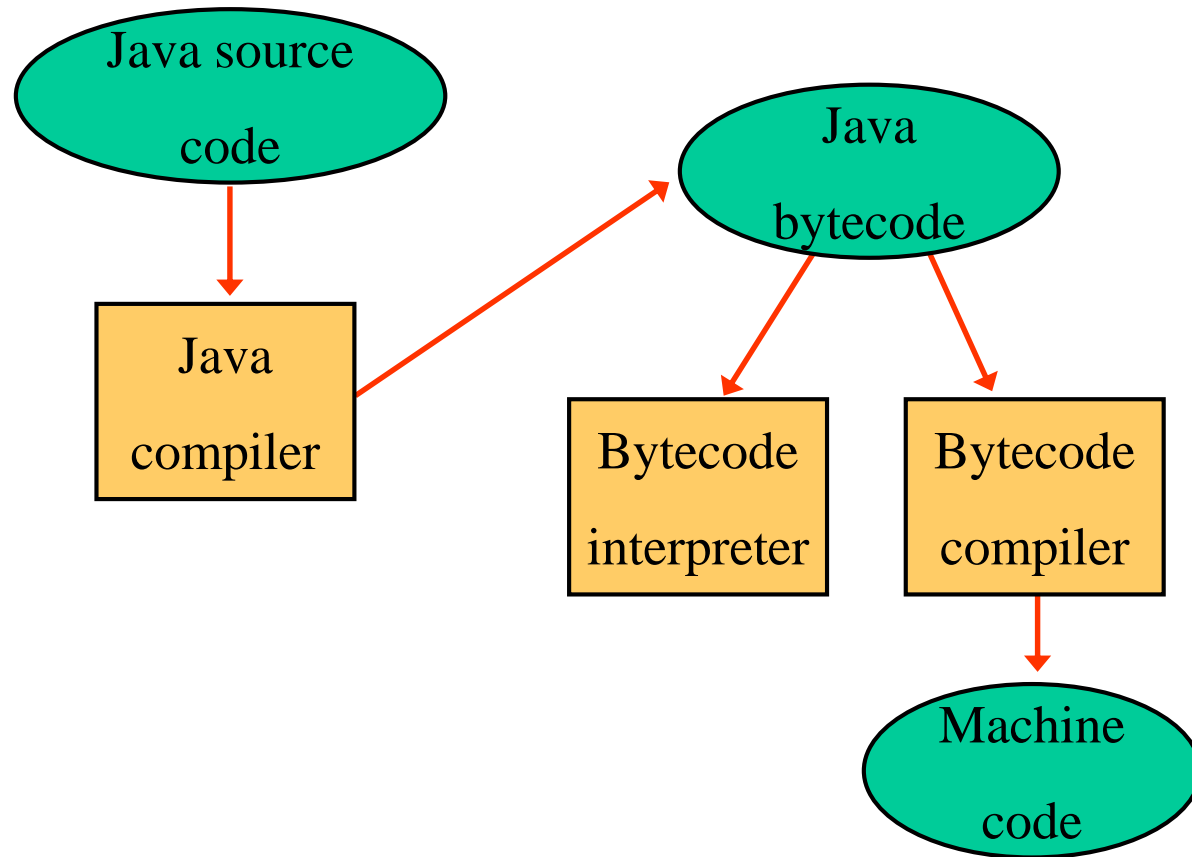 Java source
code
Java
compiler
Java
bytecode
Bytecode
interpreter
Bytecode
compiler
Machine
code